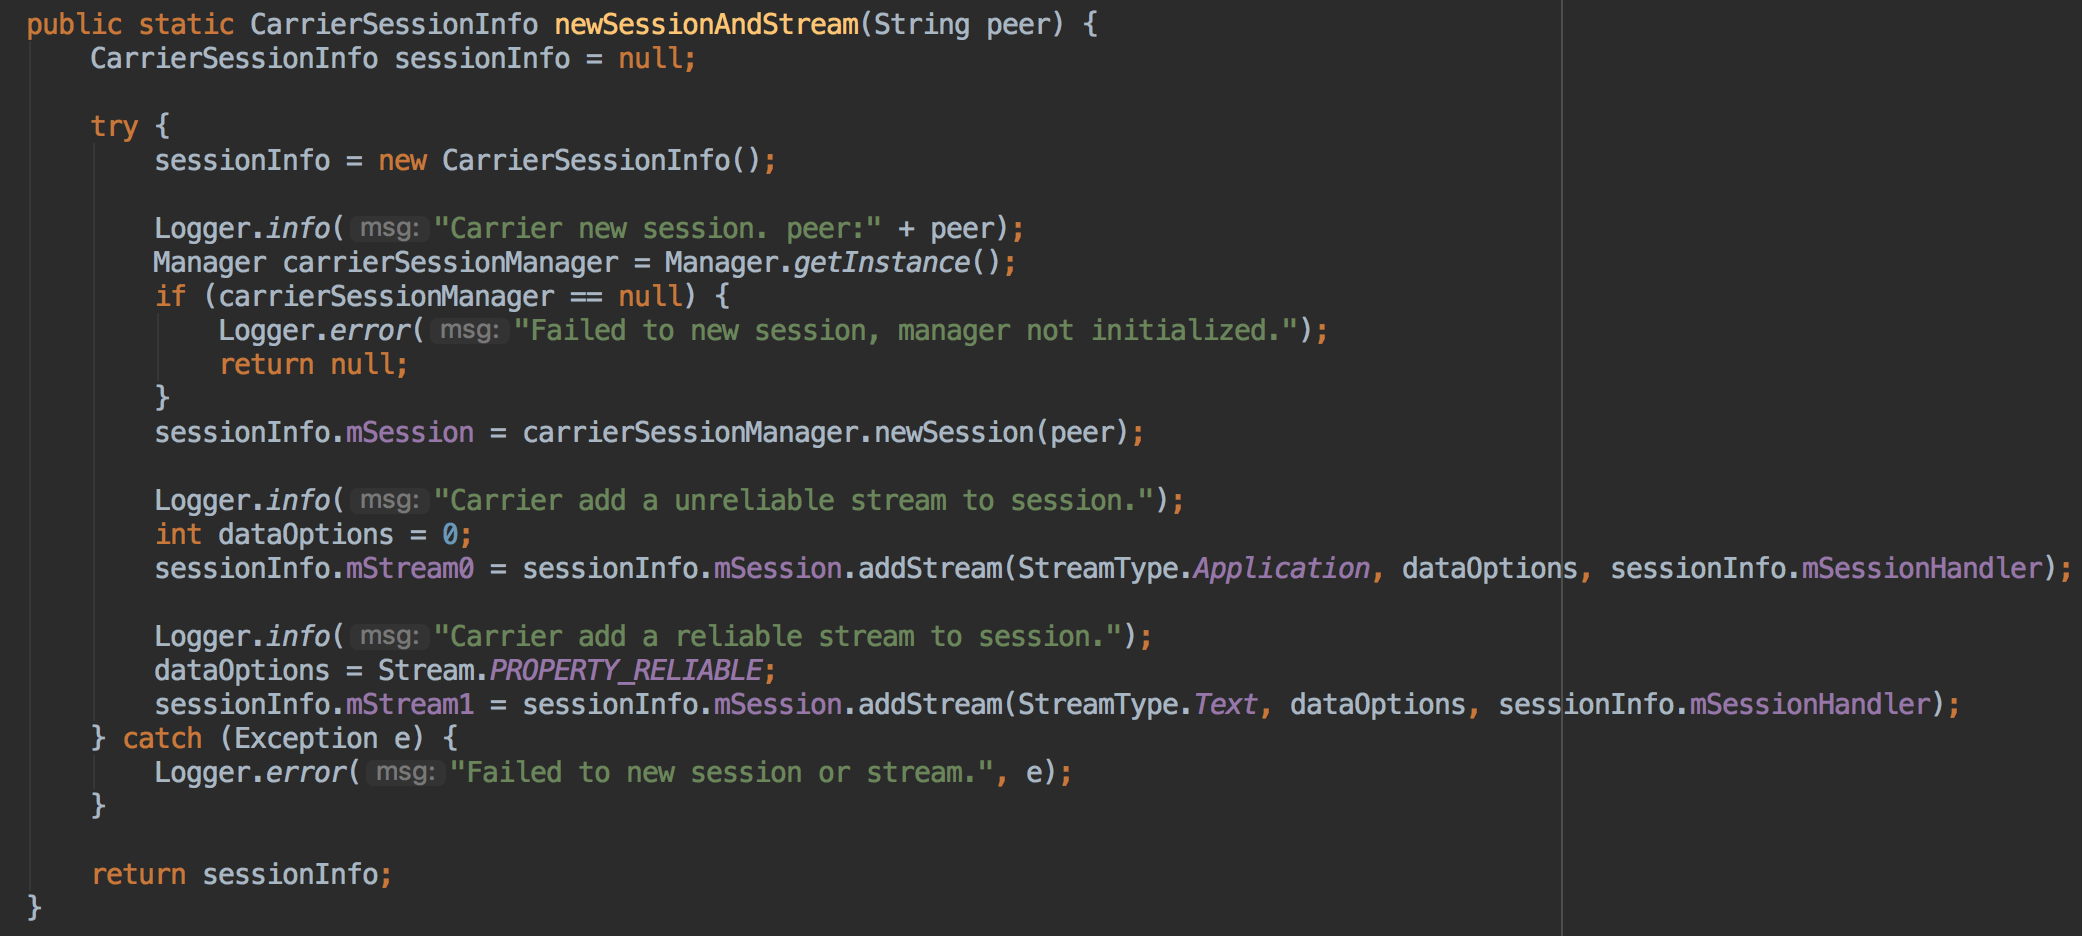 public static CarrierSessionInfo newSessionAndStream(String peer) {
    CarrierSessionInfo sessionInfo = null;

    try {
        sessionInfo = new CarrierSessionInfo();

        Logger.info( msg: "Carrier new session. peer:" + peer);
        Manager carrierSessionManager = Manager.getInstance();
        if (carrierSessionManager == null) {
            Logger.error( msg: "Failed to new session, manager not initialized.");
            return null;
        }
        sessionInfo.mSession = carrierSessionManager.newSession(peer);

        Logger.info( msg: "Carrier add a unreliable stream to session.");
        int dataOptions = 0;
        sessionInfo.mStream0 = sessionInfo.mSession.addStream(StreamType.Application, dataOptions, sessionInfo.mSessionHandler);

        Logger.info( msg: "Carrier add a reliable stream to session.");
        dataOptions = Stream.PROPERTY_RELIABLE;
        sessionInfo.mStream1 = sessionInfo.mSession.addStream(StreamType.Text, dataOptions, sessionInfo.mSessionHandler);
    } catch (Exception e) {
        Logger.error( msg: "Failed to new session or stream.", e);
    }

    return sessionInfo;
}